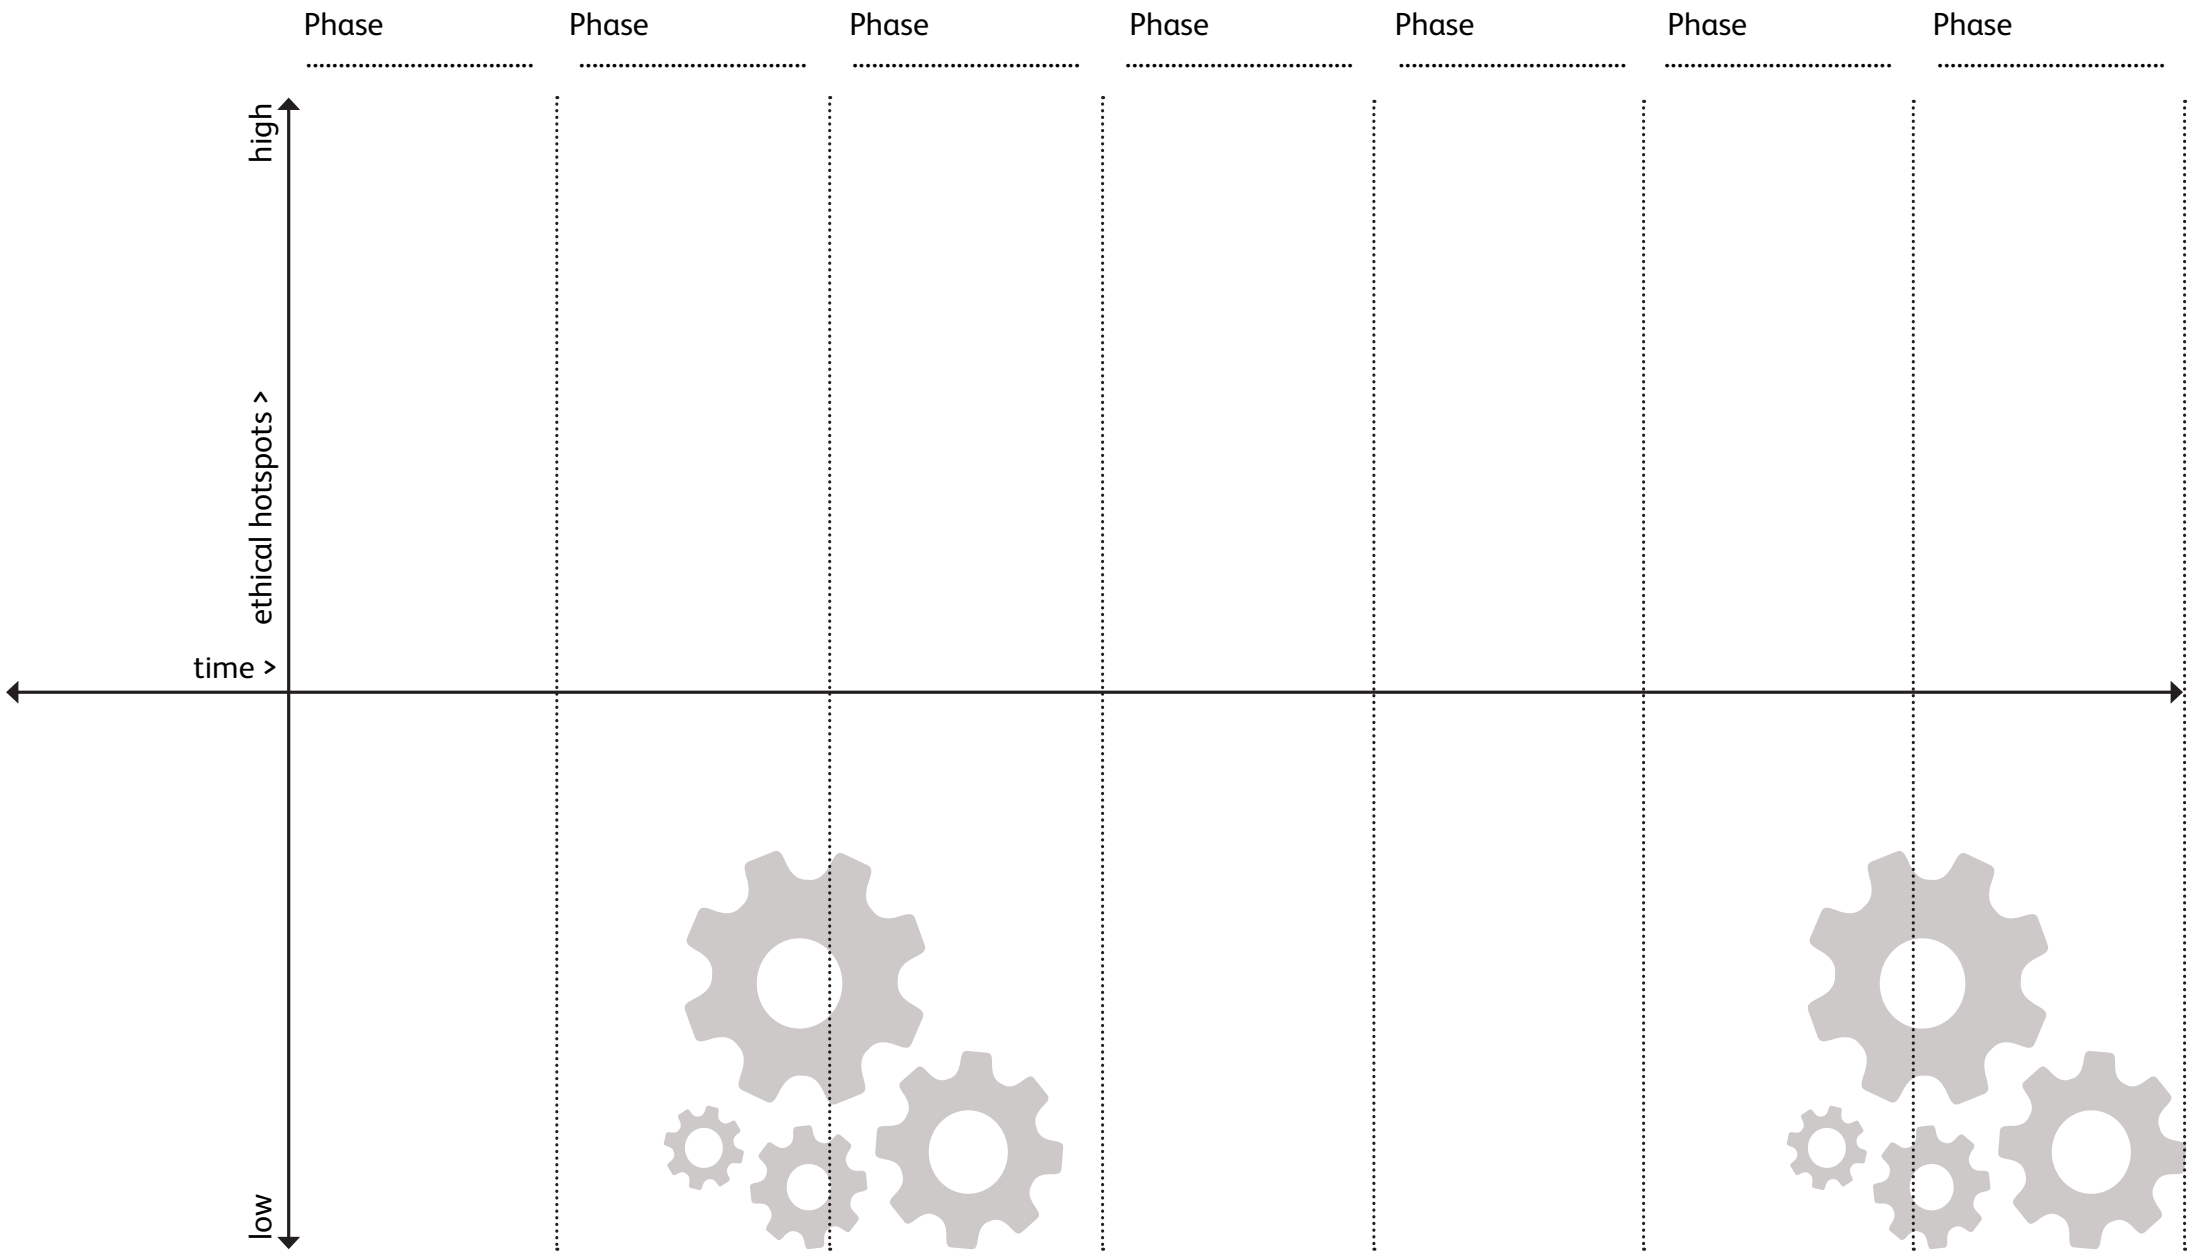 Phase Phase Phase Phase Phase Phase Phase
high
ethical hotspots >
time >
low